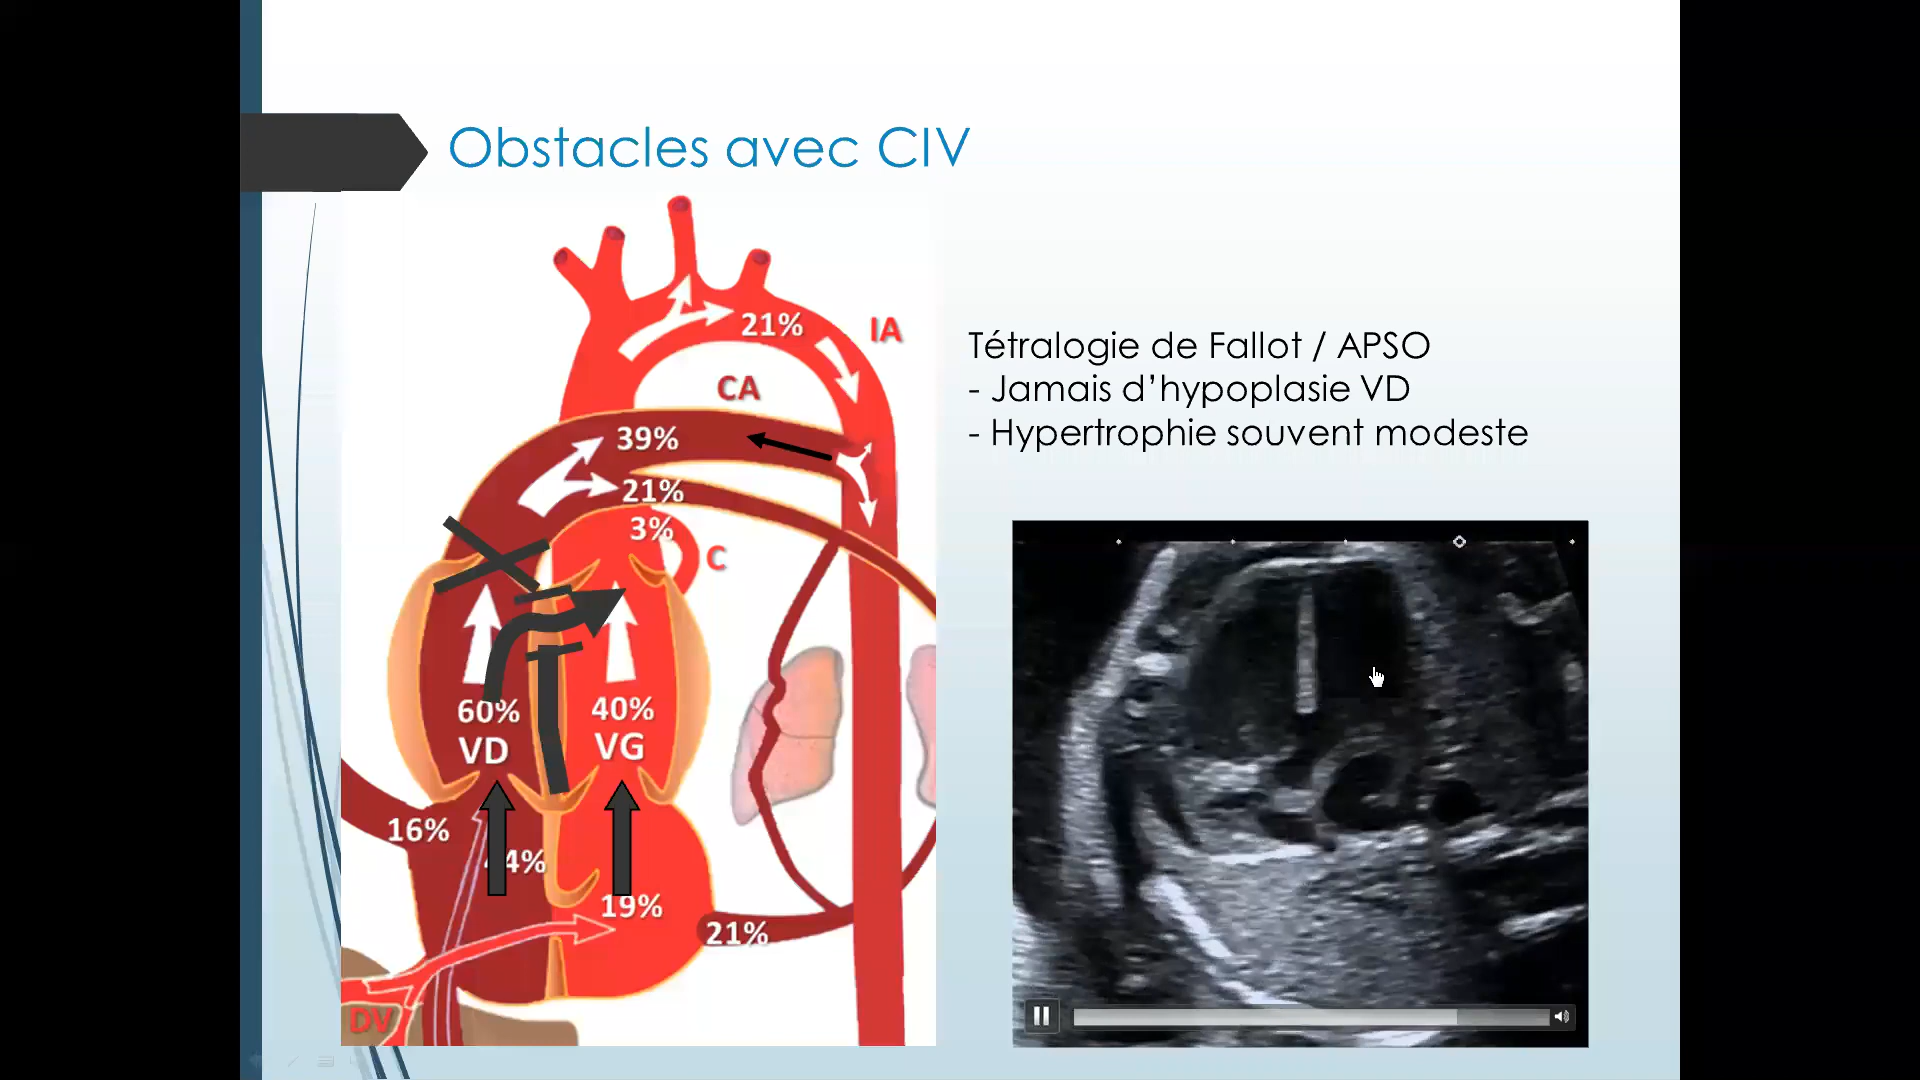 Obstacles avec CIV
21%
IA
CA
39%
21%
3%
C
60%
VD
40%
VG
16%
4%
19%
21%
DV
Tétralogie de Fallot / APSO
- Jamais d’hypoplasie VD
- Hypertrophie souvent modeste